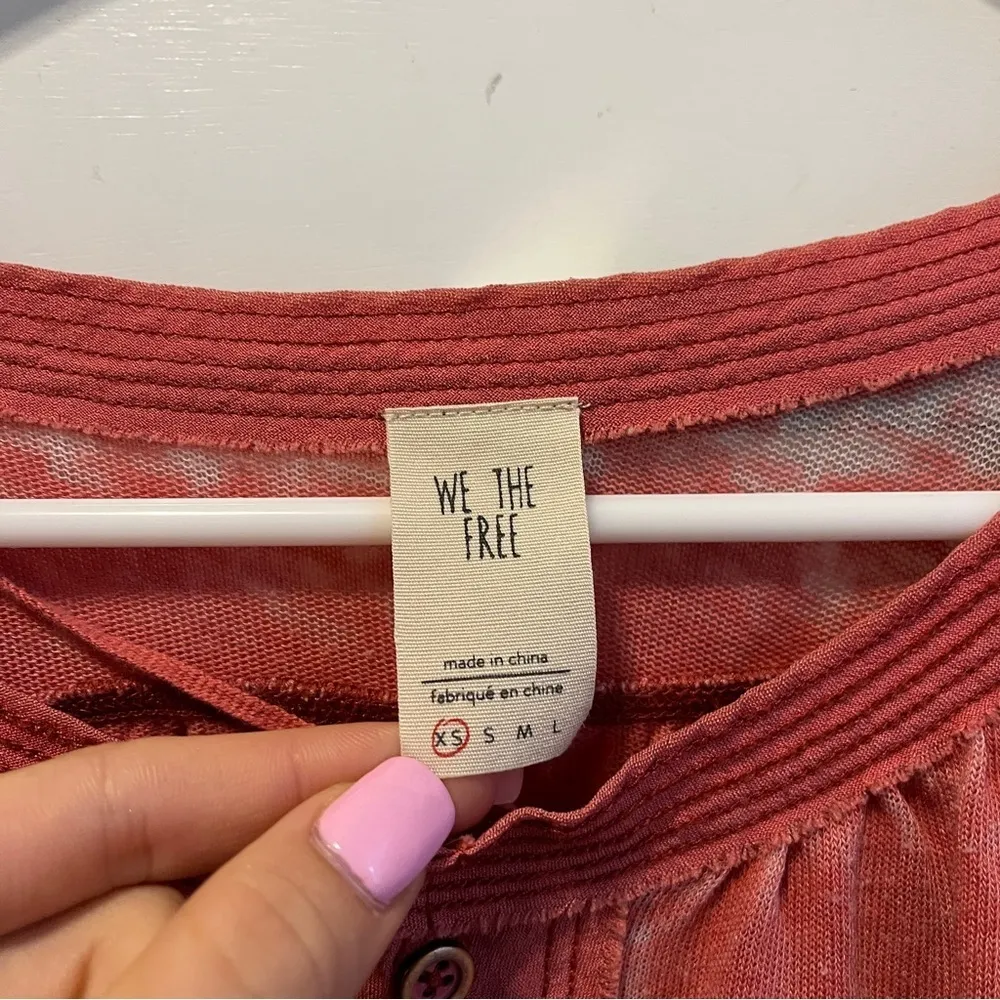 WE THE
FREE
made in china
fabriqué en chine
XS S M L